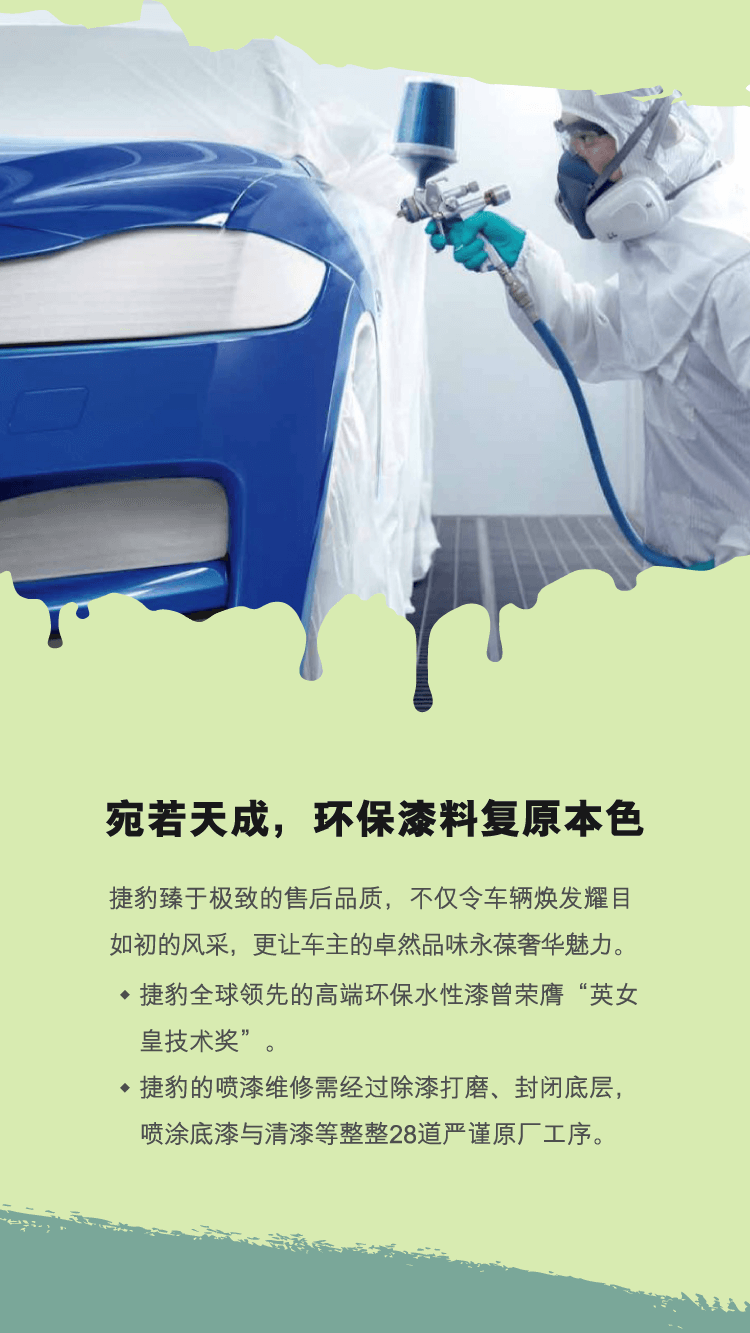 宛若天成，环保漆料复原本色
捷豹臻于极致的售后品质，不仅令车辆焕发耀目
如初的风采，更让车主的卓然品味永葆奢华魅力。
◆ 捷豹全球领先的高端环保水性漆曾荣膺“英女
皇技术奖”。
◆ 捷豹的喷漆维修需经过除漆打磨、封闭底层，
喷涂底漆与清漆等整整28道严谨原厂工序。